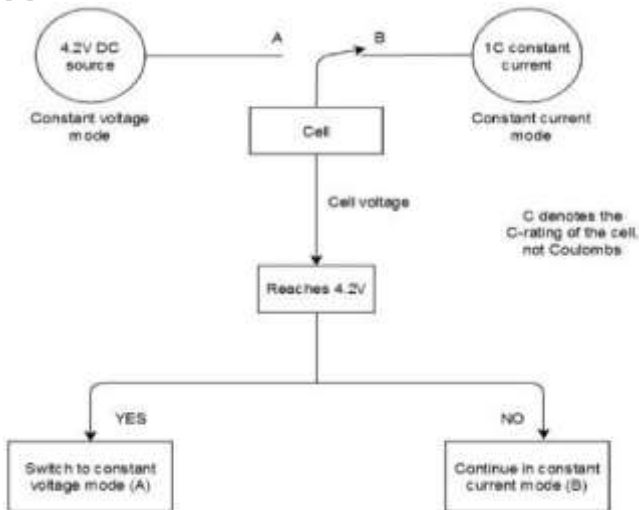 4.2V DC
source
A
B
1C constant
current
Constant voltage
mode
Constant current
mode
Cell
Cell voltage
C denotes the
C-rating of the cell,
not Coulombs
Reaches 4.2V
YES
NO
Switch to constant
voltage mode (A)
Continue in constant
current mode (B)